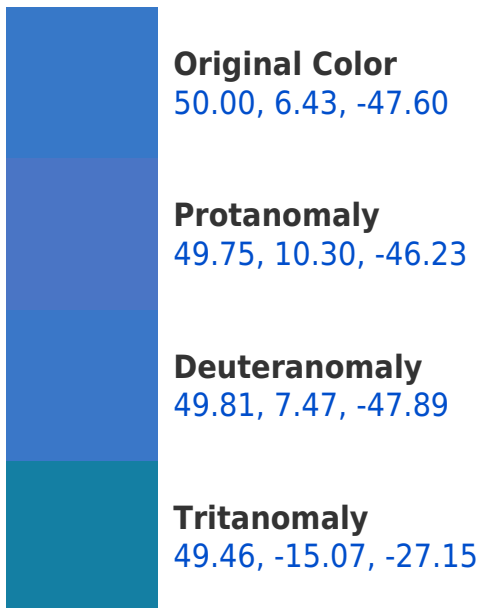 Original Color
50.00, 6.43, -47.60
Protanomaly
49.75, 10.30, -46.23
Deuteranomaly
49.81, 7.47, -47.89
Tritanomaly
49.46, -15.07, -27.15